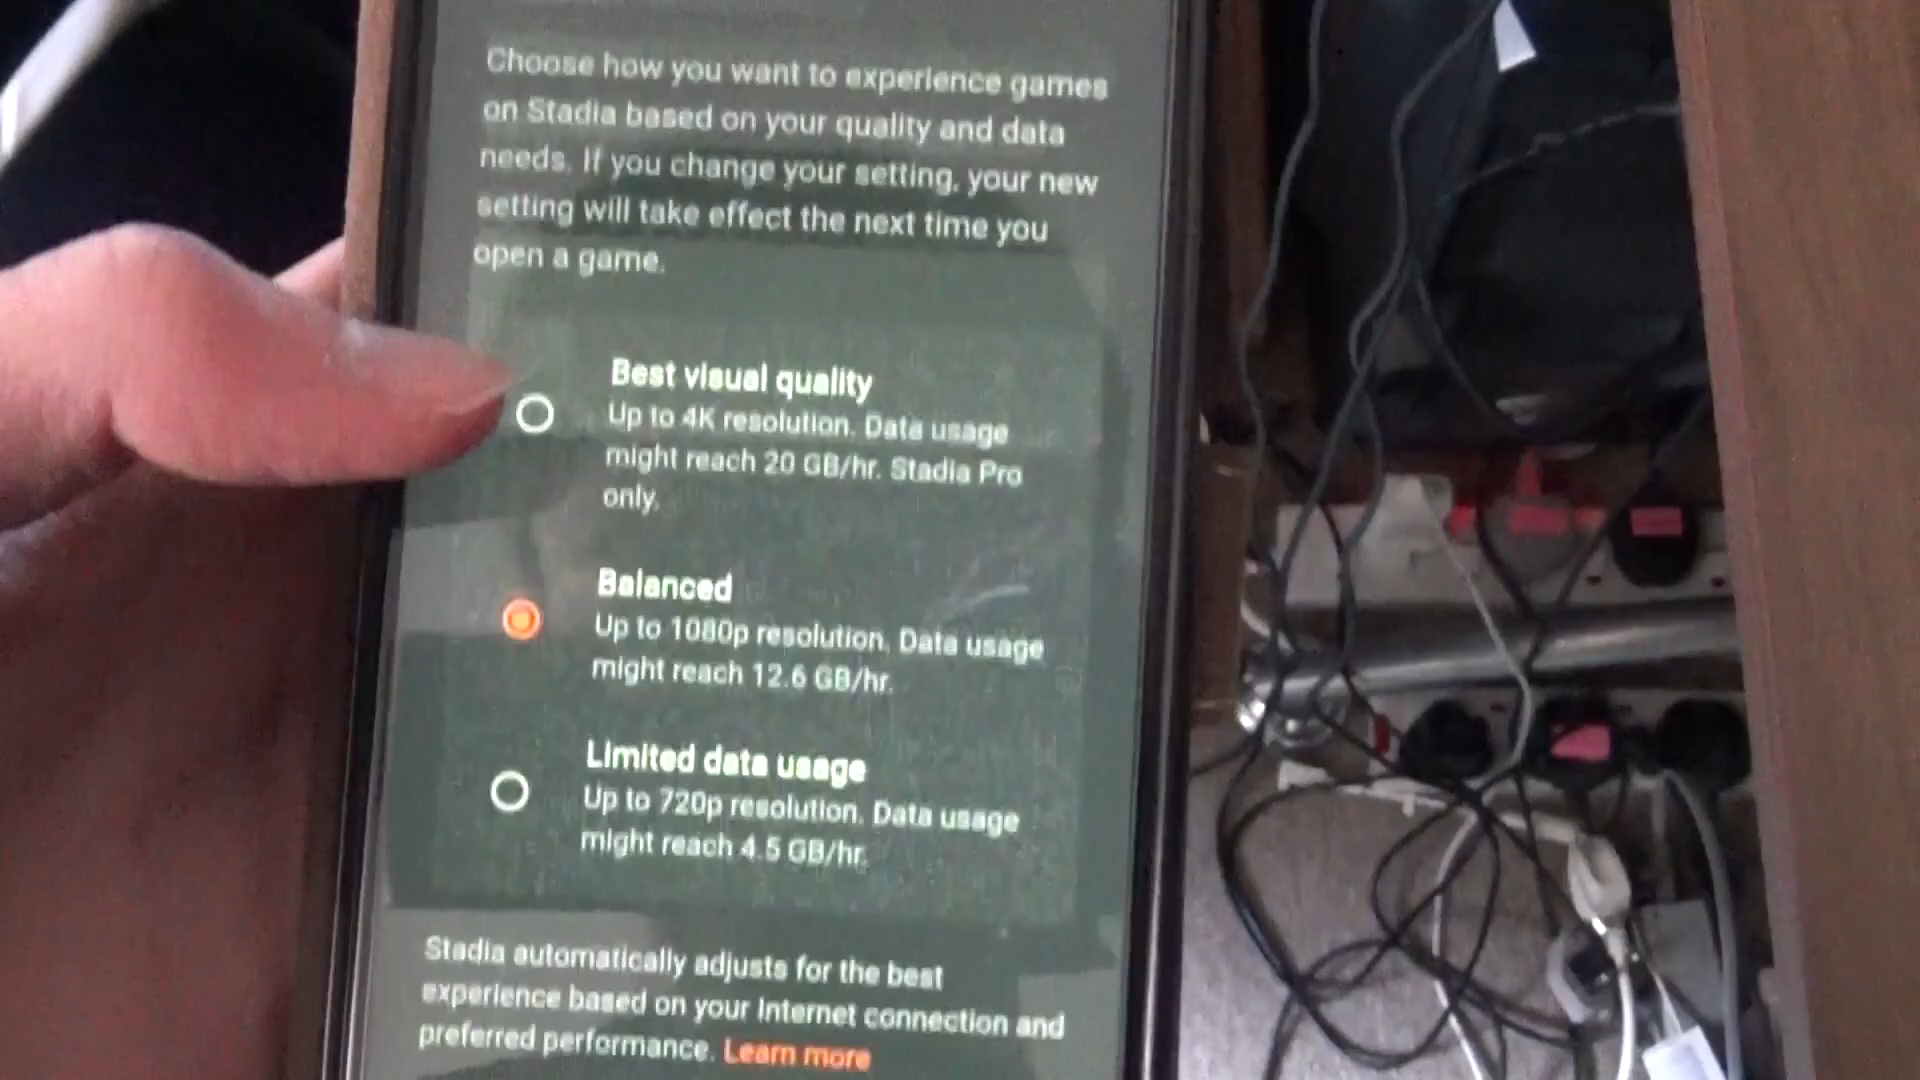 Choose how you want to experience games
on Stadia based on your quality and data
needs. If you change your setting, your new
setting will take effect the next time you
open a game.
Best visual quality
Up to 4K resolution. Data usage
might reach 20 GB/hr. Stadia Pro
only.
Balanced
Up to 1080p resolution. Data usage
might reach 12.6 GB/hr.
Limited data usage
Up to 720p resolution. Data usage
might reach 4.5 GB/hr.
Stadia automatically adjusts for the best
experience based on your Internet connection and
preferred performance. Learn more